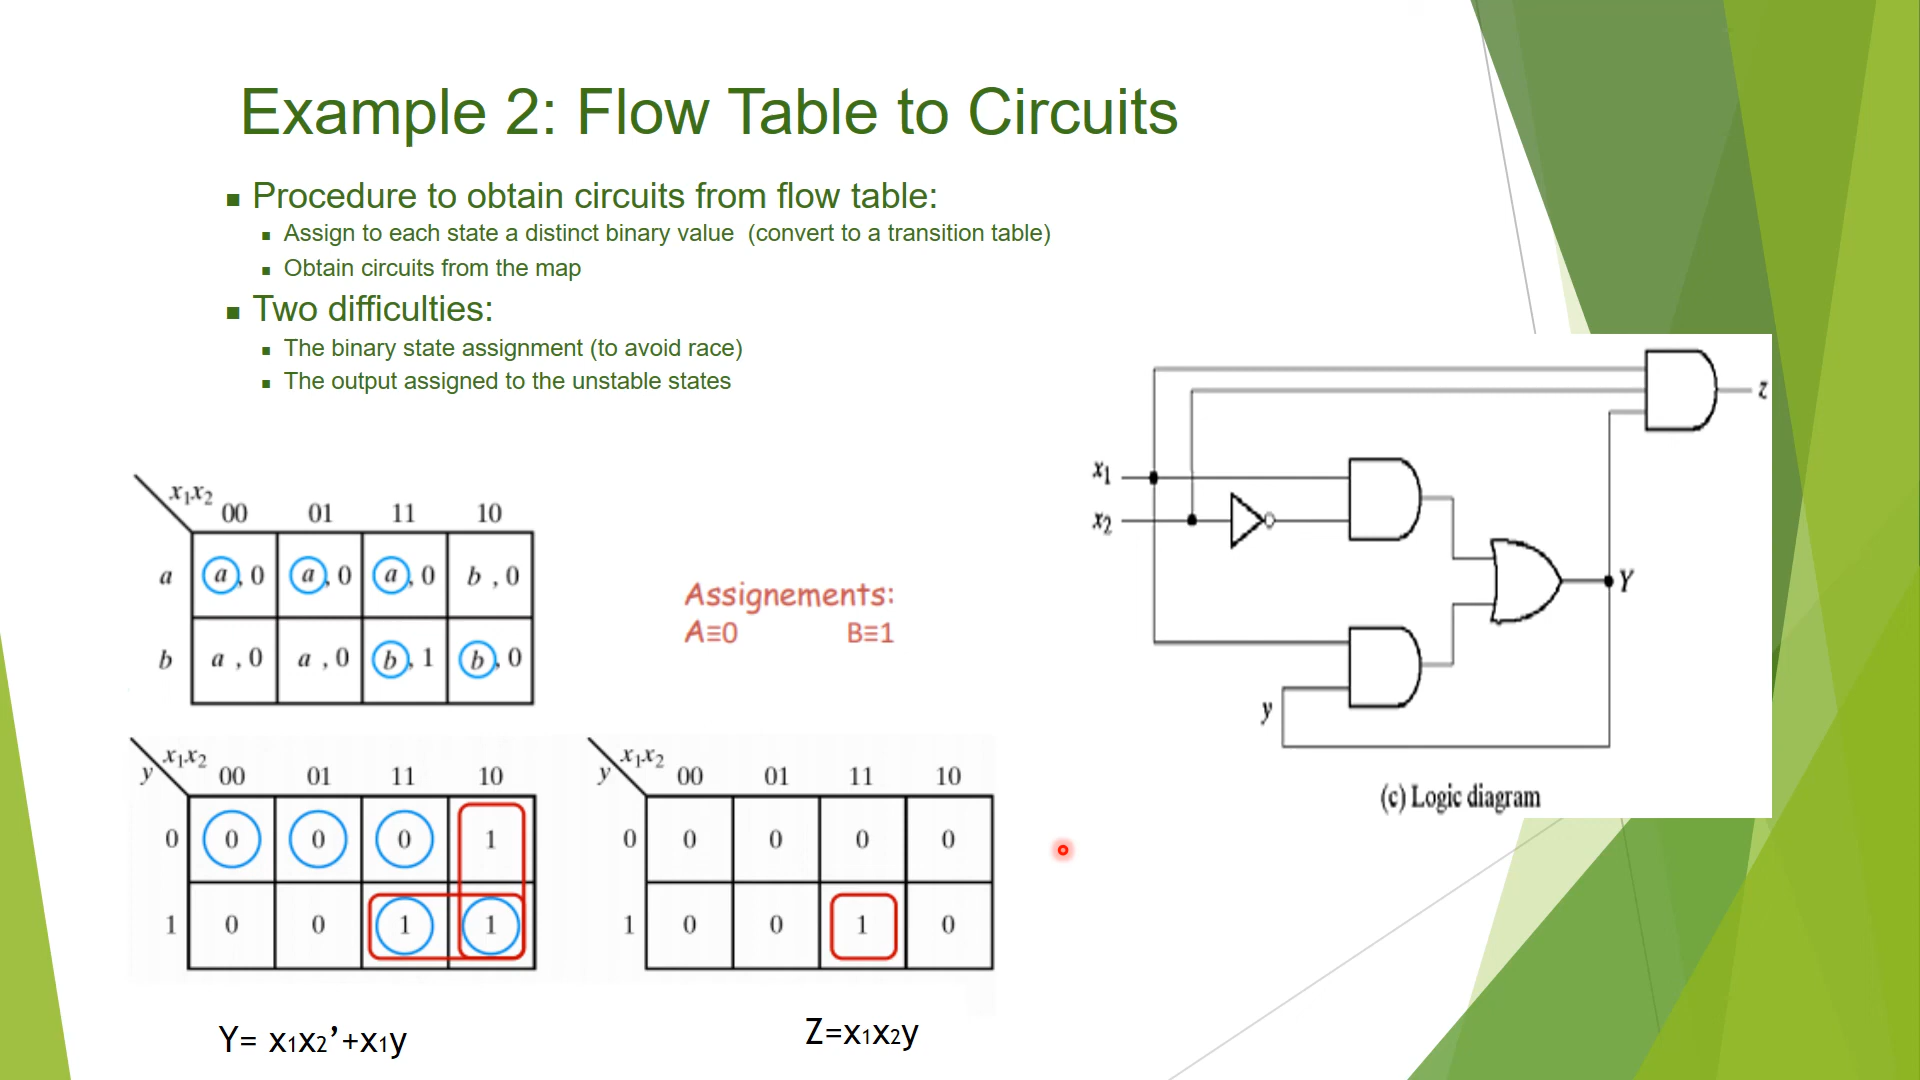 Example 2: Flow Table to Circuits
■ Procedure to obtain circuits from flow table:
■ Assign to each state a distinct binary value (convert to a transition table)
■ Obtain circuits from the map
■ Two difficulties:
■ The binary state assignment (to avoid race)
■ The output assigned to the unstable states
x₁x₂
00 01 11 10
a a, 0 a, 0 a, 0 b , 0
b a , 0 a , 0 b, 1 b, 0
Assignements:
A≡0 B≡1
x₁x₂
y 00 01 11 10
0 0 0 0 1
1 0 0 1 1
Y= x₁x₂’+x₁y
x₁x₂
y 00 01 11 10
0 0 0 0 0
1 0 0 1 0
Z=x₁x₂y
z
x₁
x₂
Y
y
(c) Logic diagram